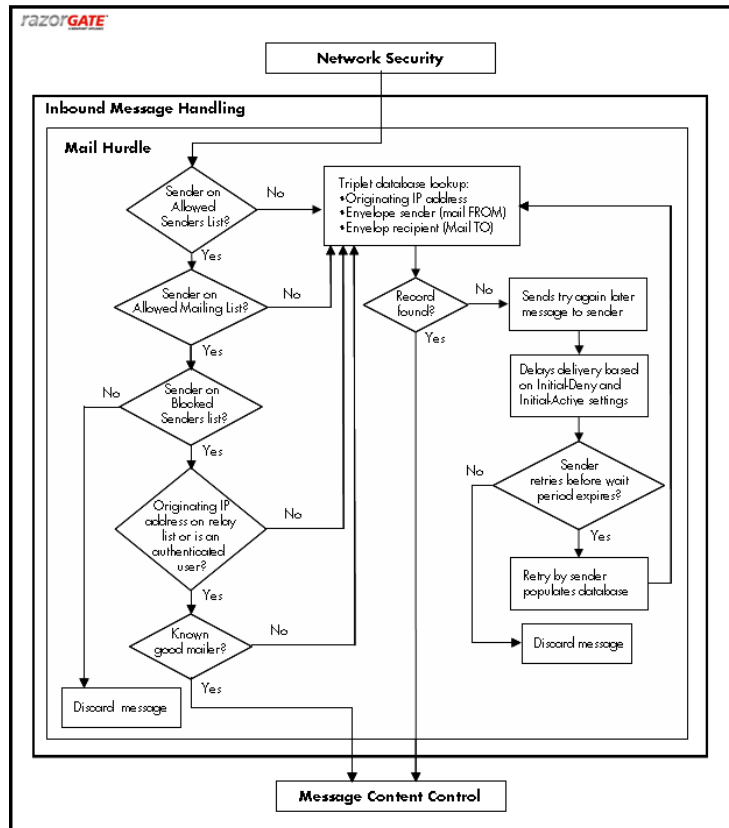 razorGATE
Network Security
Inbound Message Handling
Mail Hurdle
Sender on
Allowed
Senders List?
No
Yes
Triplet database lookup:
•Originating IP address
•Envelope sender (mail FROM)
•Envelop recipient (Mail TO)
Sender on
Allowed Mailing List?
No
Yes
Record
found?
No
Yes
Sends try again later
message to sender
Delays delivery based
on Initial-Deny and
Initial-Active settings
No
Sender on
Blocked
Senders list?
Yes
No
Sender
retries before wait
period expires?
Yes
Originating IP
address on relay
list or is an
authenticated
user?
No
Yes
Retry by sender
populates database
Known
good mailer?
No
Yes
Discard message
Discard message
Message Content Control